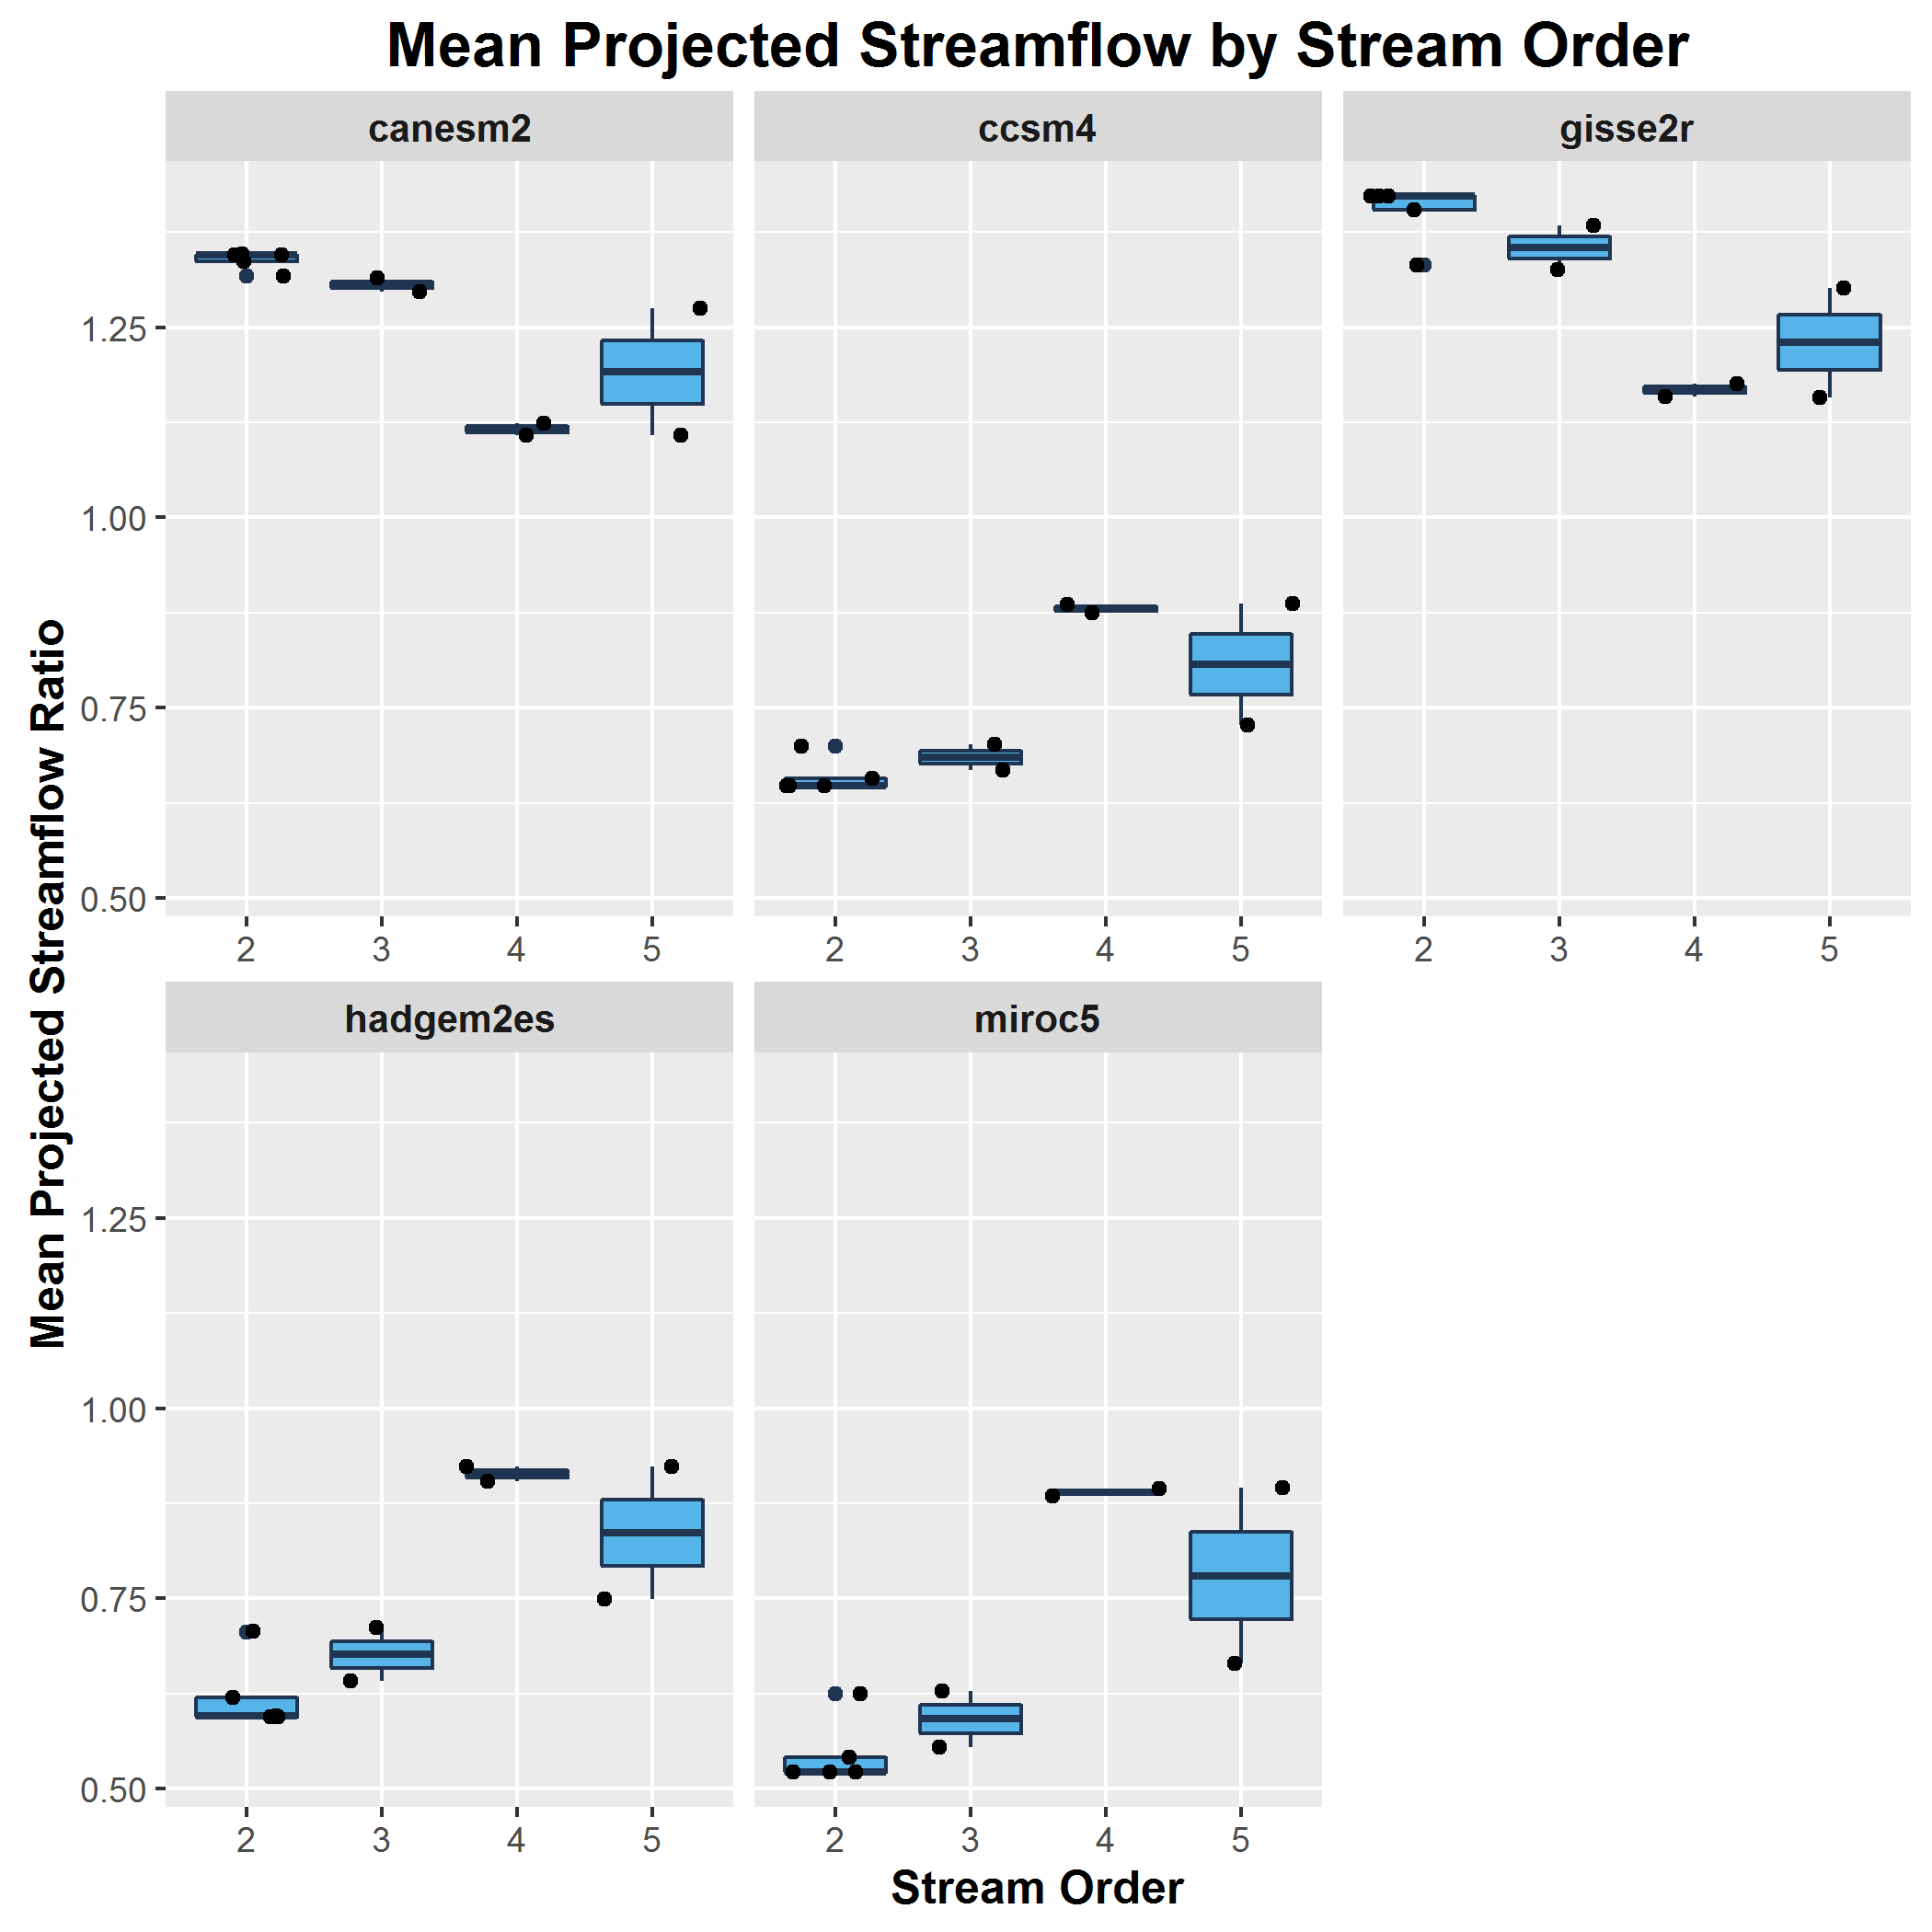 Mean Projected Streamflow by Stream Order
canesm2
ccsm4
gisse2r
1.25
1.00
0.75
0.50
2 3 4 5
2 3 4 5
2 3 4 5
Mean Projected Streamflow Ratio
hadgem2es
miroc5
1.25
1.00
0.75
0.50
2 3 4 5
2 3 4 5
Stream Order